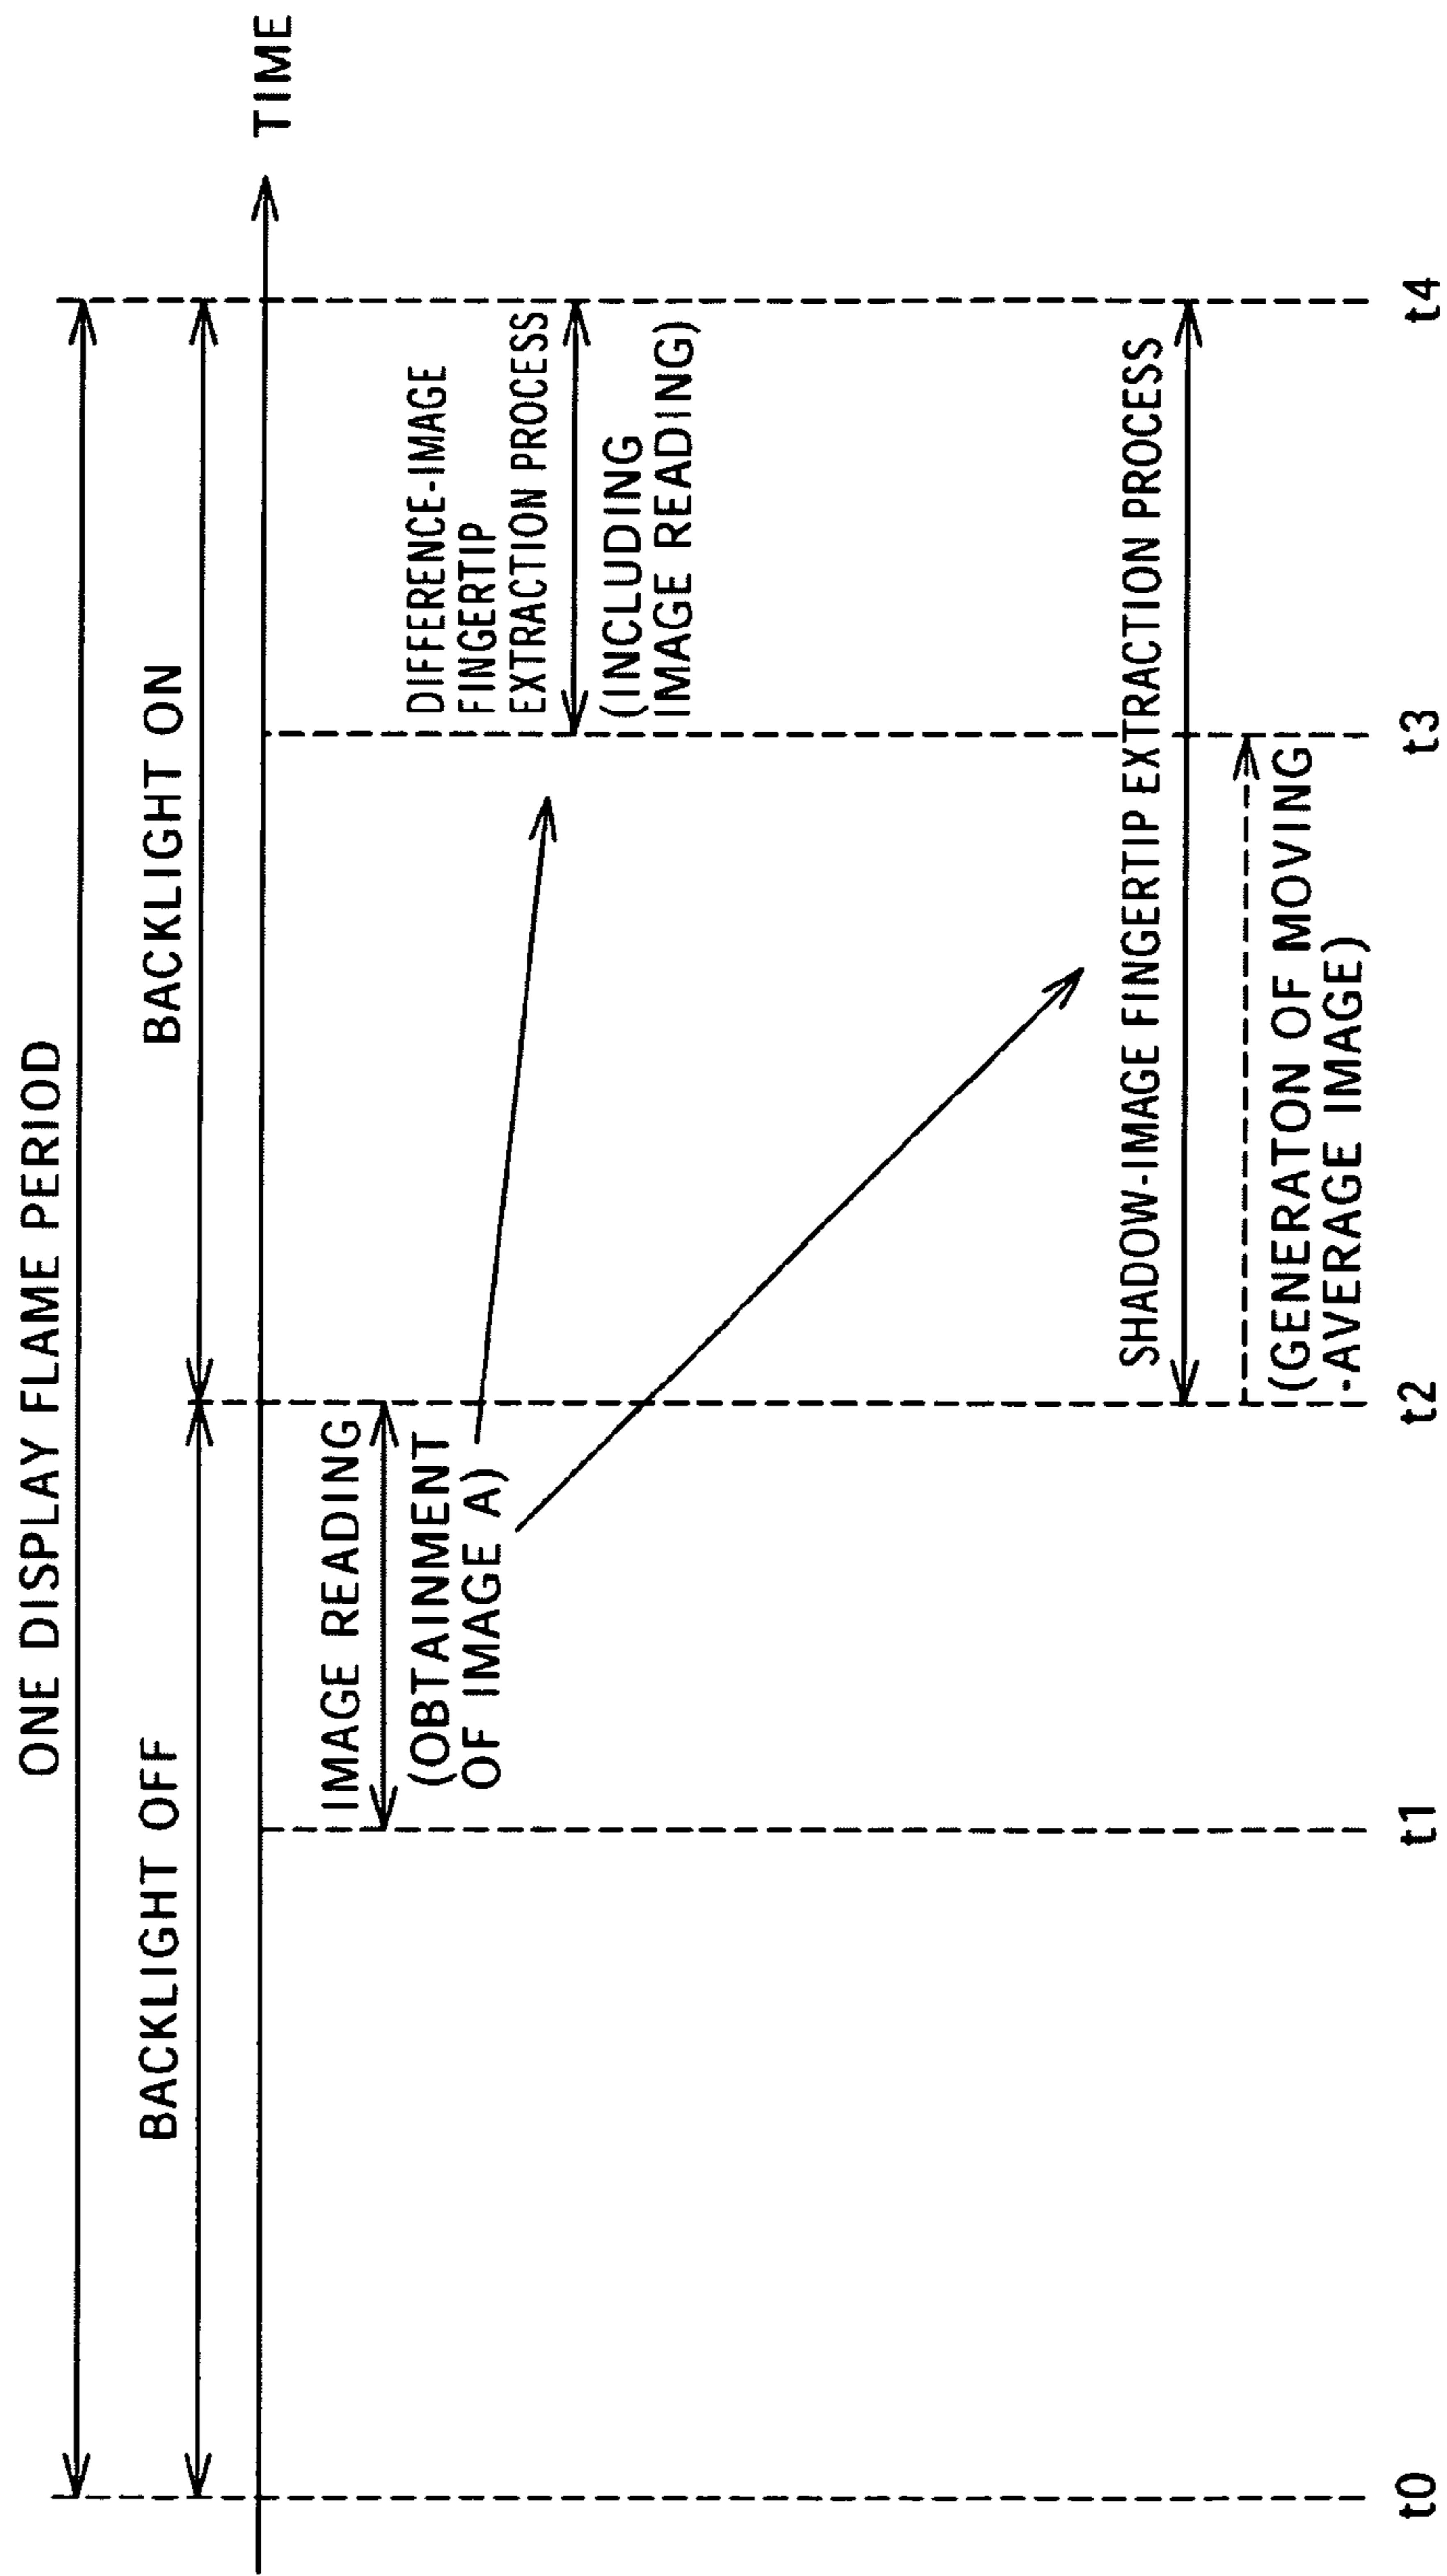 ONE DISPLAY FLAME PERIOD
BACKLIGHT OFF
BACKLIGHT ON
TIME
IMAGE READING
(OBTAINMENT
OF IMAGE A)
DIFFERENCE-IMAGE
FINGERTIP
EXTRACTION PROCESS
(INCLUDING
IMAGE READING)
SHADOW-IMAGE FINGERTIP EXTRACTION PROCESS
(GENERATON OF MOVING
-AVERAGE IMAGE)
t0
t1
t2
t3
t4